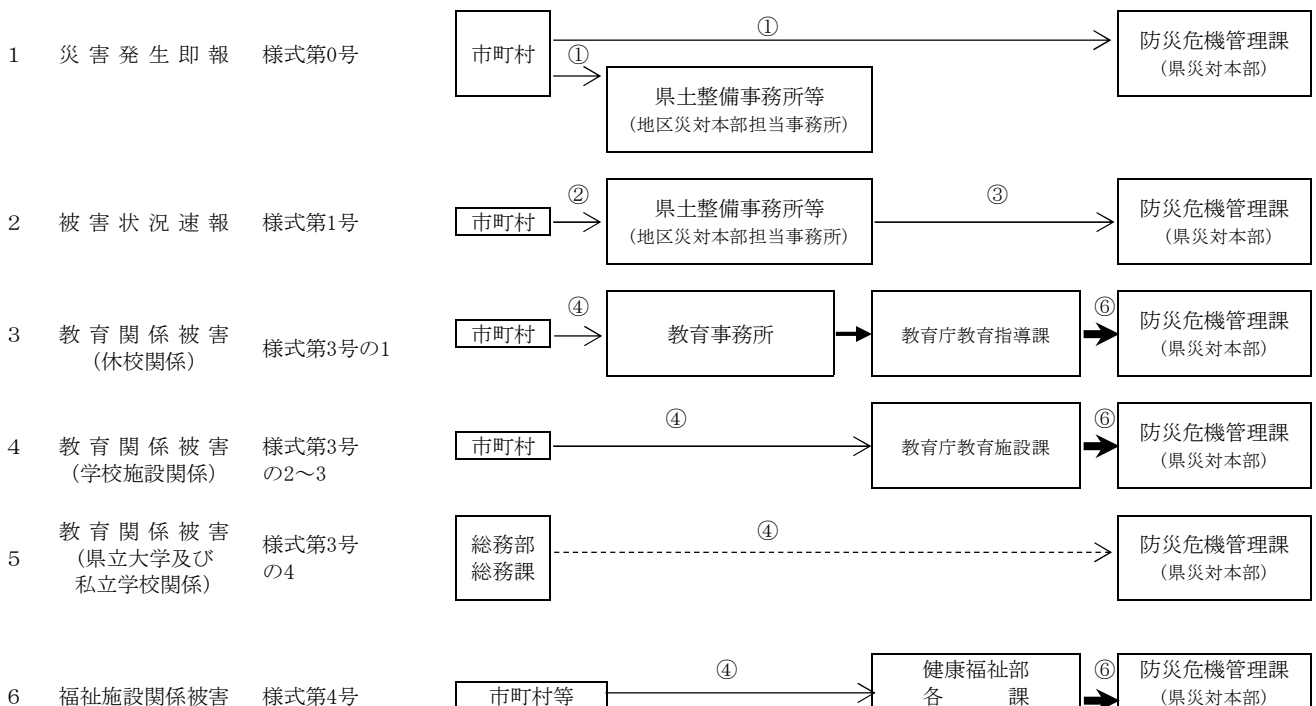 ①
1 災害発生即報 様式第0号 市町村 ① 防災危機管理課
(県災対本部)
県土整備事務所等
(地区災対本部担当事務所)
2 被害状況速報 様式第1号 市町村 ② 県土整備事務所等 ③ 防災危機管理課
(地区災対本部担当事務所) (県災対本部)
3 教育関係被害 様式第3号の1 市町村 ④ 教育事務所 教育庁教育指導課 ⑥ 防災危機管理課
(休校関係) (県災対本部)
4 教育関係被害 様式第3号 市町村 ④ 教育庁教育施設課 ⑥ 防災危機管理課
(学校施設関係) の2~3 (県災対本部)
教育関係被害
5 (県立大学及び 様式第3号 総務部 ④ 防災危機管理課
私立学校関係) の4 総務課 (県災対本部)
④ 健康福祉部 ⑥ 防災危機管理課
6 福祉施設関係被害 様式第4号 市町村等 各課 (県災対本部)